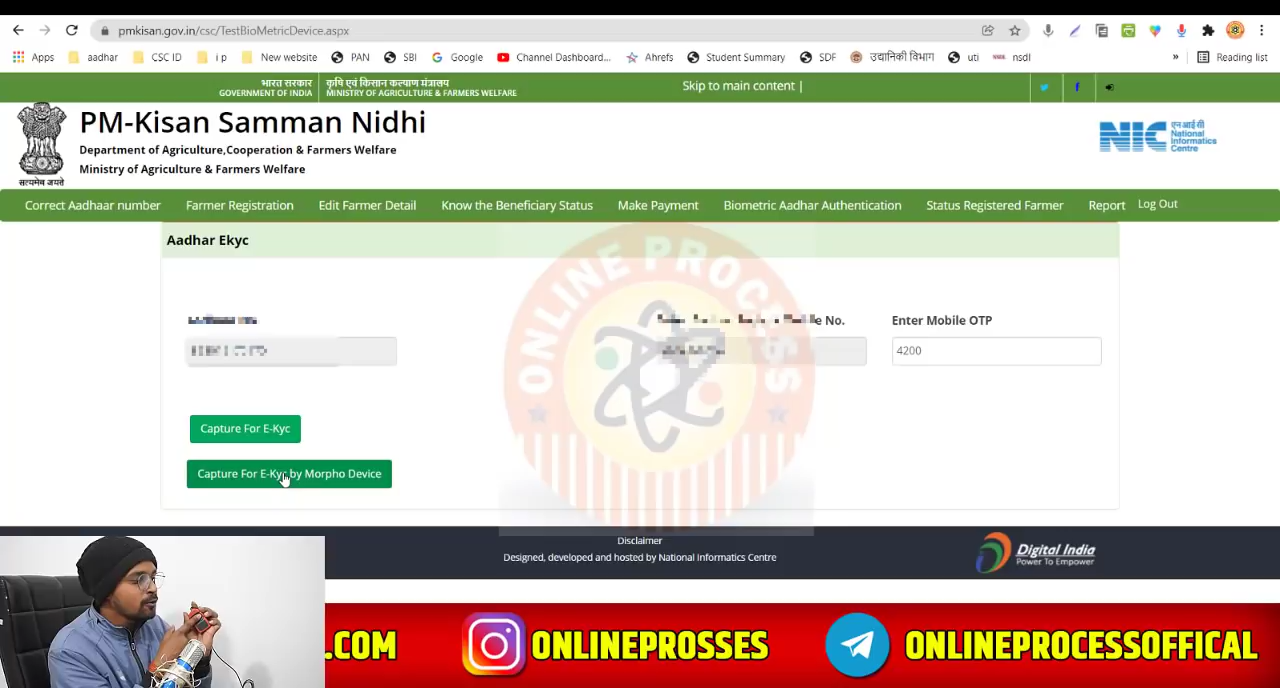 pmkisan.gov.in/csc/TestBioMetricDevice.aspx
Apps aadhar CSC ID i p New website PAN SBI Google Channel Dashboard... Ahrefs Student Summary SDF उद्यानिकी विभाग uti nsdl » Reading list
भारत सरकार
GOVERNMENT OF INDIA
कृषि एवं किसान कल्याण मंत्रालय
MINISTRY OF AGRICULTURE & FARMERS WELFARE
Skip to main content |
सत्यमेव जयते
PM-Kisan Samman Nidhi
Department of Agriculture,Cooperation & Farmers Welfare
Ministry of Agriculture & Farmers Welfare
NIC
एन आई सी
National
Informatics
Centre
Correct Aadhaar number Farmer Registration Edit Farmer Detail Know the Beneficiary Status Make Payment Biometric Aadhar Authentication Status Registered Farmer Report Log Out
Aadhar Ekyc
ONLINE PROCESS
e No. Enter Mobile OTP
4200
Capture For E-Kyc
Capture For E-Kyc by Morpho Device
Disclaimer
Designed, developed and hosted by National Informatics Centre
Digital India
Power To Empower
.COM ONLINEPROSSES ONLINEPROCESSOFFICAL